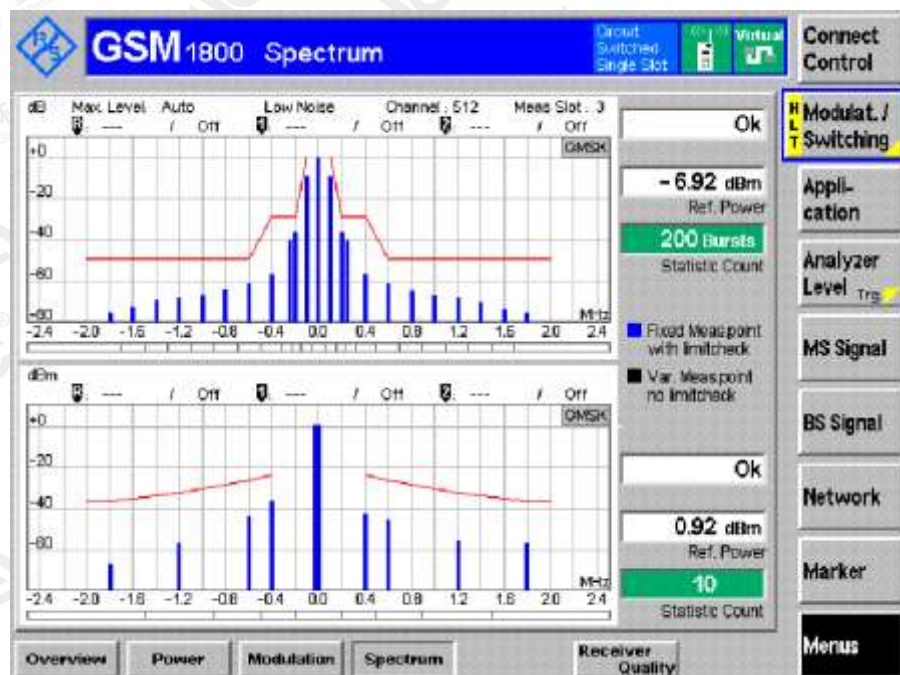 GSM 1800 Spectrum
Circuit Switched Single Slot
Virtual
Connect Control
dB Max. Level: Auto Low Noise Channel : 512 Meas Slot : 3
--- / Off --- / Off --- / Off
GMSK
+0
-20
-40
-60
-80
MHz
-2.4 -2.0 -1.6 -1.2 -0.8 -0.4 0.0 0.4 0.8 1.2 1.6 2.0 2.4
Ok
-6.92 dBm
Ref. Power
200 Bursts
Statistic Count
Fixed Meas.point
with limitcheck
Var. Meas.point
no limitcheck
dBm
--- / Off --- / Off --- / Off
GMSK
+0
-20
-40
-60
MHz
-2.4 -2.0 -1.6 -1.2 -0.8 -0.4 0.0 0.4 0.8 1.2 1.6 2.0 2.4
Ok
0.92 dBm
Ref. Power
10
Statistic Count
H L T
Modulat. /
Switching
Appli-
cation
Analyzer
Level Trg
MS Signal
BS Signal
Network
Marker
Menus
Overview
Power
Modulation
Spectrum
Receiver
Quality